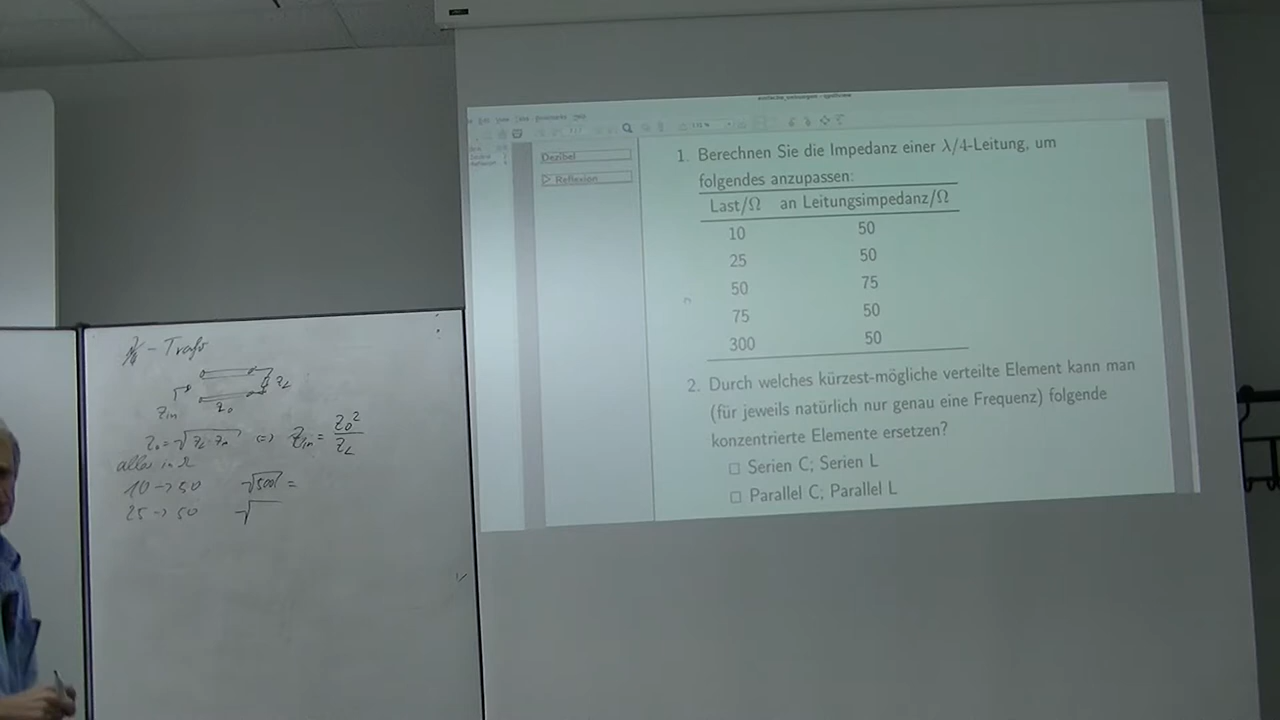 λ/4 - Trafo
Z_L
Z_in
Z_0
Z_0 = √(Z_L · Z_in) ⇔ Z_in = Z_0² / Z_L
alles in Ω
10 → 50 √500 =
25 → 50 √
Dezibel
▷ Reflexion
1. Berechnen Sie die Impedanz einer λ/4-Leitung, um
folgendes anzupassen:
Last/Ω an Leitungsimpedanz/Ω
10 50
25 50
50 75
75 50
300 50
2. Durch welches kürzest-mögliche verteilte Element kann man
(für jeweils natürlich nur genau eine Frequenz) folgende
konzentrierte Elemente ersetzen?
□ Serien C; Serien L
□ Parallel C; Parallel L